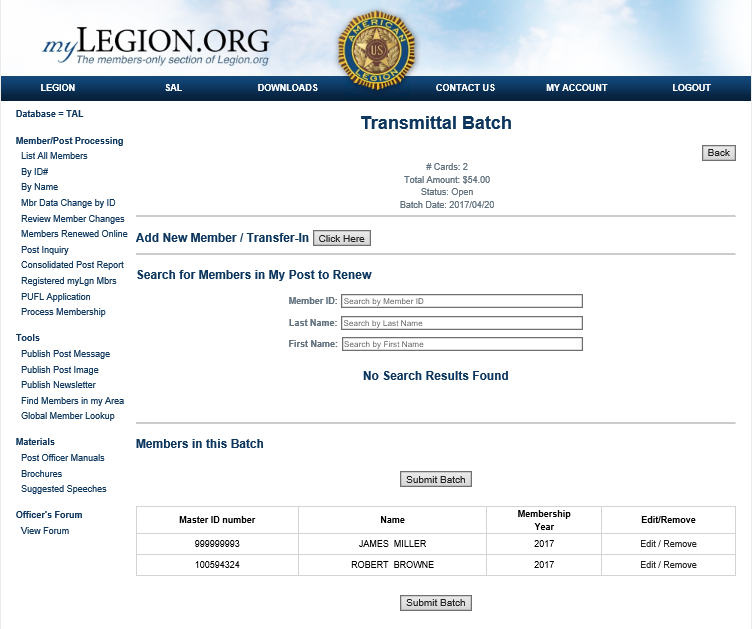 myLEGION.ORG
The members-only section of Legion.org
AMERICAN
US
LEGION
LEGION SAL DOWNLOADS CONTACT US MY ACCOUNT LOGOUT
Database = TAL
Member/Post Processing
List All Members
By ID#
By Name
Mbr Data Change by ID
Review Member Changes
Members Renewed Online
Post Inquiry
Consolidated Post Report
Registered myLgn Mbrs
PUFL Application
Process Membership
Tools
Publish Post Message
Publish Post Image
Publish Newsletter
Find Members in my Area
Global Member Lookup
Materials
Post Officer Manuals
Brochures
Suggested Speeches
Officer's Forum
View Forum
Transmittal Batch
Back
# Cards: 2
Total Amount: $54.00
Status: Open
Batch Date: 2017/04/20
Add New Member / Transfer-In Click Here
Search for Members in My Post to Renew
Member ID: Search by Member ID
Last Name: Search by Last Name
First Name: Search by First Name
No Search Results Found
Members in this Batch
Submit Batch
Master ID number Name Membership Year Edit/Remove
999999993 JAMES MILLER 2017 Edit / Remove
100594324 ROBERT BROWNE 2017 Edit / Remove
Submit Batch